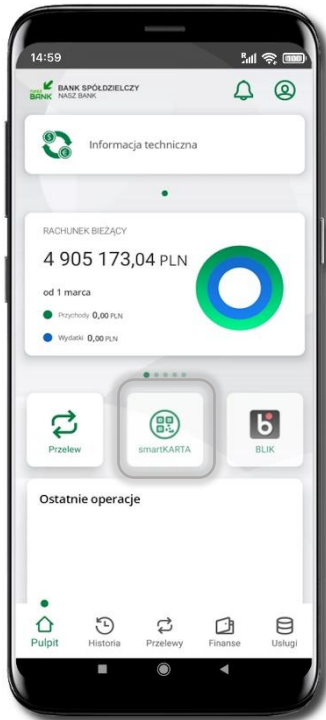 14:59
BANK SPÓŁDZIELCZY
NASZ BANK
BANK
Informacja techniczna
RACHUNEK BIEŻĄCY
4 905 173,04 PLN
od 1 marca
Przychody 0,00 PLN
Wydatki 0,00 PLN
Przelew
smartKARTA
BLIK
Ostatnie operacje
Pulpit
Historia
Przelewy
Finanse
Usługi